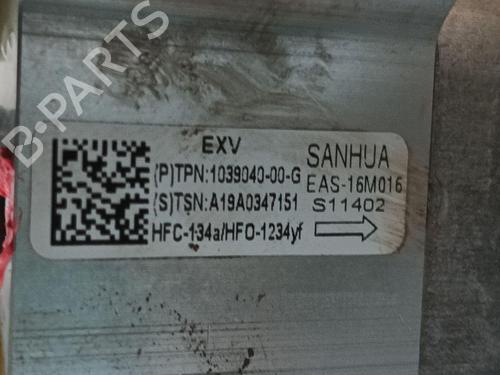 B-PARTS
EXV
SANHUA
(P)TPN:1039040-00-G
EAS-16M016
(S)TSN:A19A0347151
S11402
HFC-134a/HFO-1234yf